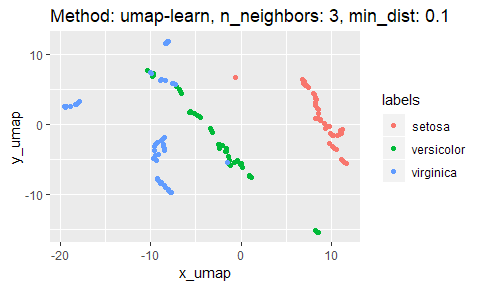 Method: umap-learn, n_neighbors: 3, min_dist: 0.1
10
0
-10
y_umap
-20
-10
0
10
x_umap
labels
setosa
versicolor
virginica